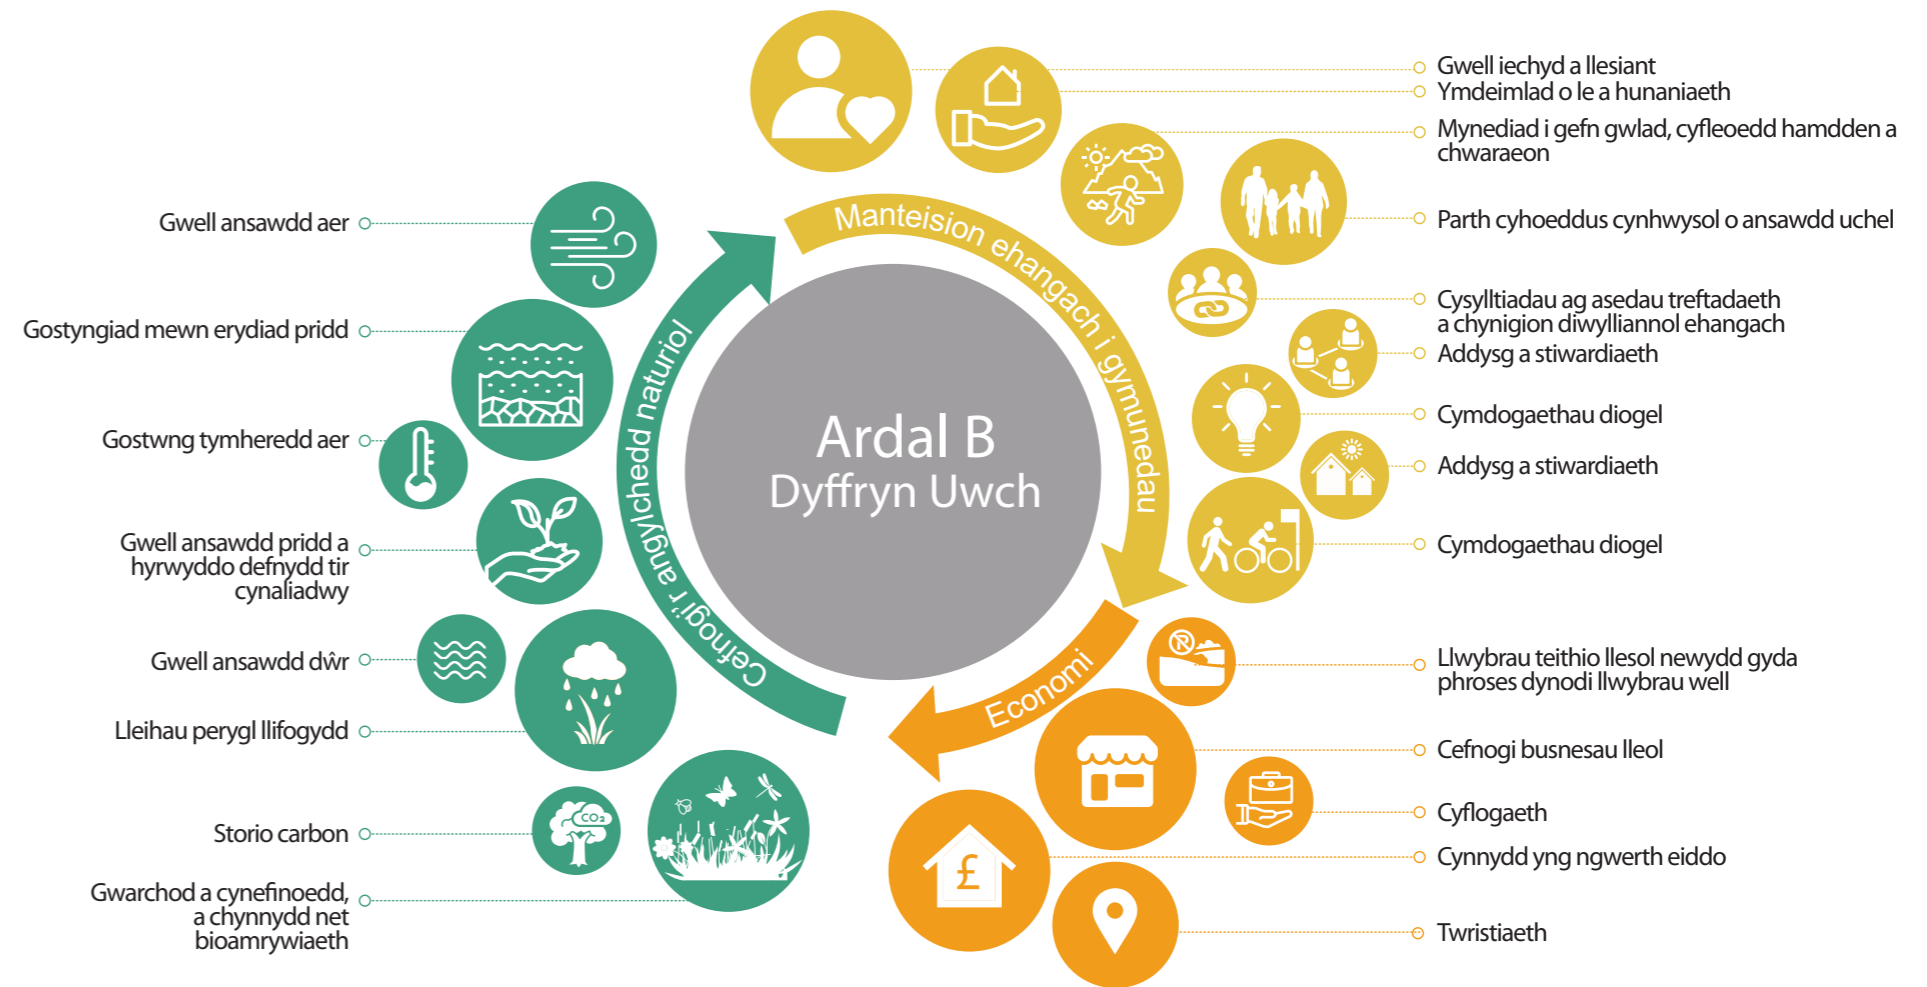 Gwell iechyd a llesiant
Ymdeimlad o le a hunaniaeth
Mynediad i gefn gwlad, cyfleoedd hamdden a
chwaraeon
Parth cyhoeddus cynhwysol o ansawdd uchel
Cysylltiadau ag asedau treftadaeth
a chynigion diwylliannol ehangach
Addysg a stiwardiaeth
Cymdogaethau diogel
Addysg a stiwardiaeth
Cymdogaethau diogel
Llwybrau teithio llesol newydd gyda
phroses dynodi llwybrau well
Cefnogi busnesau lleol
Cyflogaeth
Cynnydd yng ngwerth eiddo
Twristiaeth
Gwell ansawdd aer
Gostyngiad mewn erydiad pridd
Gostwng tymheredd aer
Gwell ansawdd pridd a
hyrwyddo defnydd tir
cynaliadwy
Gwell ansawdd dŵr
Lleihau perygl llifogydd
Storio carbon
Gwarchod a cynefinoedd,
a chynnydd net
bioamrywiaeth
Manteision ehangach i gymunedau
Economi
Cefnogi'r angylchedd naturiol
Ardal B
Dyffryn Uwch
CO2
£
P